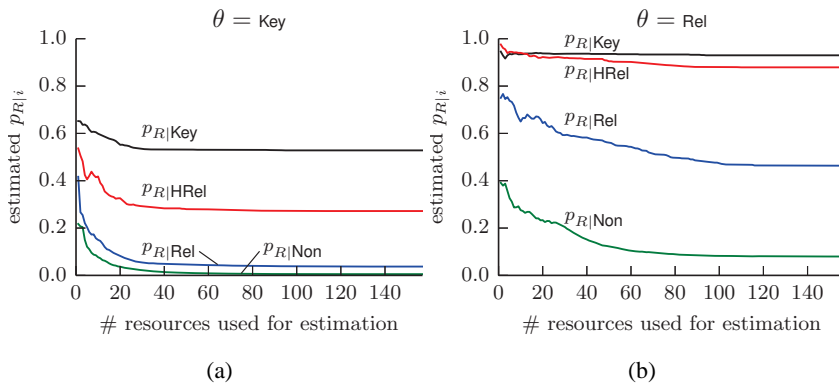 θ = Key
1.0
0.8
0.6
0.4
0.2
0.0
estimated p_{R|i}
p_{R|}Key
p_{R|}HRel
p_{R|}Rel
p_{R|}Non
0 20 40 60 80 100 120 140
# resources used for estimation
(a)
θ = Rel
1.0
0.8
0.6
0.4
0.2
0.0
estimated p_{R|i}
p_{R|}Key
p_{R|}HRel
p_{R|}Rel
p_{R|}Non
0 20 40 60 80 100 120 140
# resources used for estimation
(b)